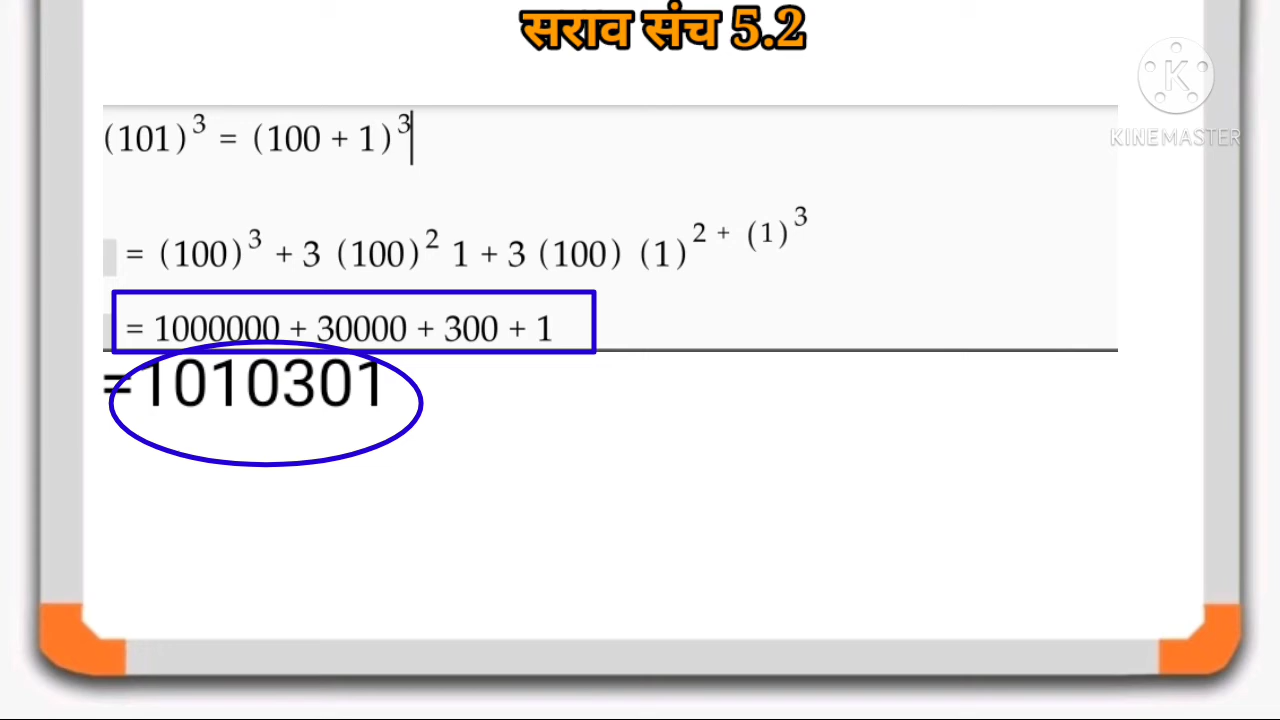 सराव संच 5.2
KINEMASTER
(101)³ = (100 + 1)³
= (100)³ + 3 (100)² 1 + 3 (100) (1)² ⁺ ⁽¹⁾³
= 1000000 + 30000 + 300 + 1
=1010301